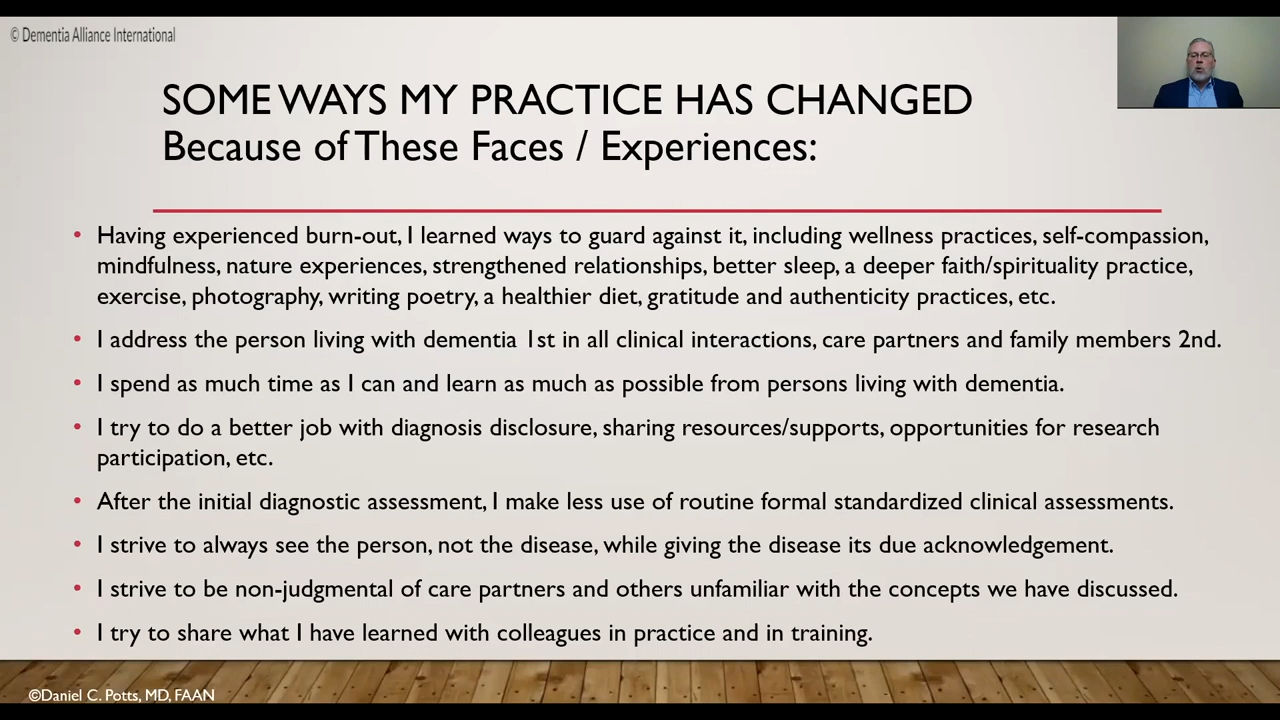 © Dementia Alliance International
SOME WAYS MY PRACTICE HAS CHANGED
Because of These Faces / Experiences:
• Having experienced burn-out, I learned ways to guard against it, including wellness practices, self-compassion,
mindfulness, nature experiences, strengthened relationships, better sleep, a deeper faith/spirituality practice,
exercise, photography, writing poetry, a healthier diet, gratitude and authenticity practices, etc.
• I address the person living with dementia 1st in all clinical interactions, care partners and family members 2nd.
• I spend as much time as I can and learn as much as possible from persons living with dementia.
• I try to do a better job with diagnosis disclosure, sharing resources/supports, opportunities for research
participation, etc.
• After the initial diagnostic assessment, I make less use of routine formal standardized clinical assessments.
• I strive to always see the person, not the disease, while giving the disease its due acknowledgement.
• I strive to be non-judgmental of care partners and others unfamiliar with the concepts we have discussed.
• I try to share what I have learned with colleagues in practice and in training.
©Daniel C. Potts, MD, FAAN